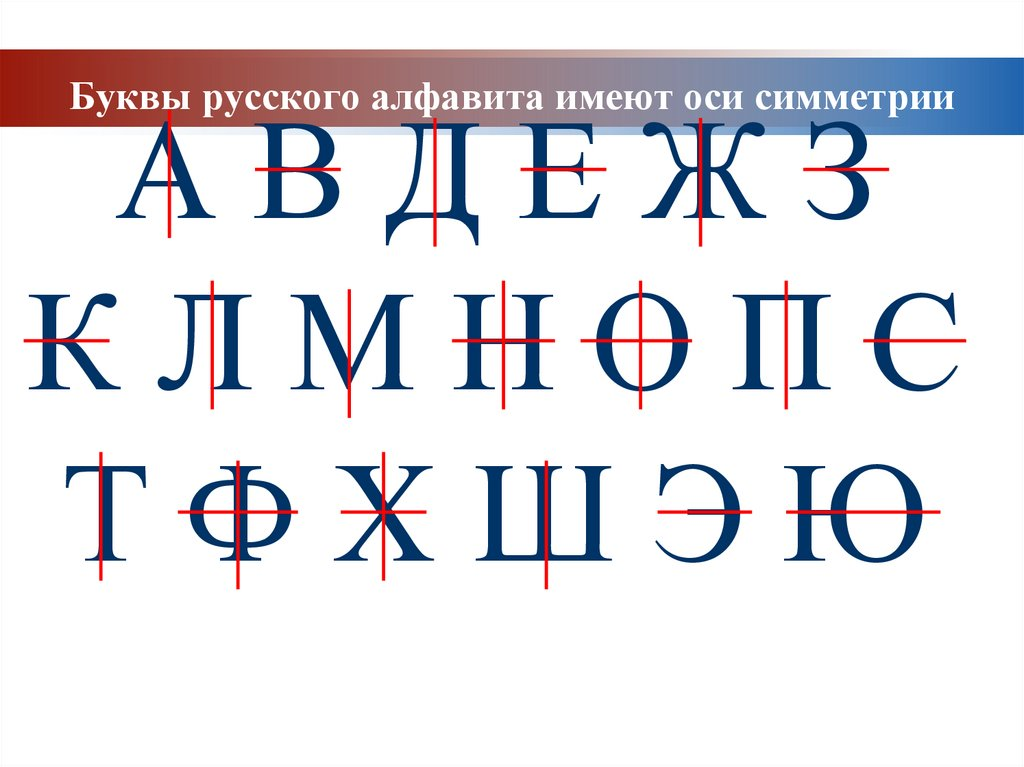 Буквы русского алфавита имеют оси симметрии
А В Д Е Ж З
К Л М Н О П С
Т Ф Х Ш Э Ю